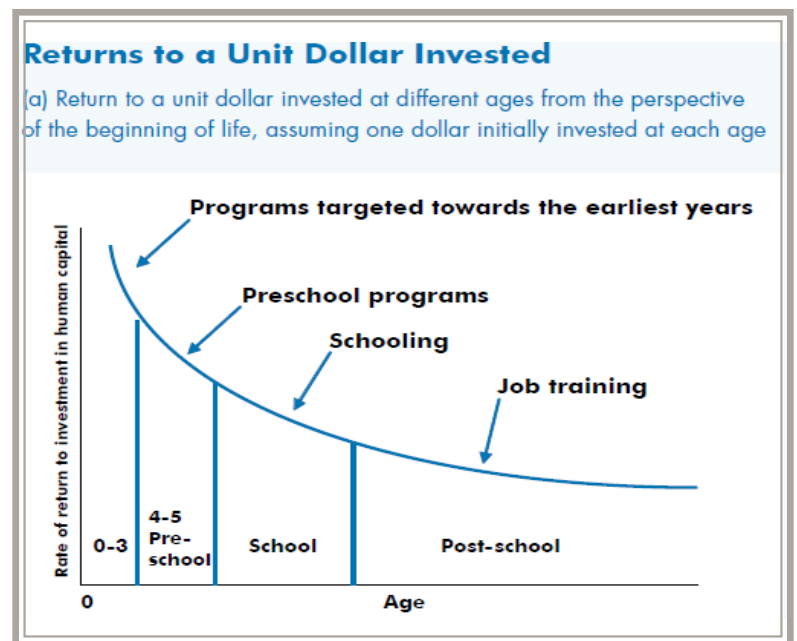 Returns to a Unit Dollar Invested
(a) Return to a unit dollar invested at different ages from the perspective
of the beginning of life, assuming one dollar initially invested at each age
Programs targeted towards the earliest years
Preschool programs
Schooling
Job training
Rate of return to investment in human capital
0-3
4-5
Pre-
school
School
Post-school
0
Age